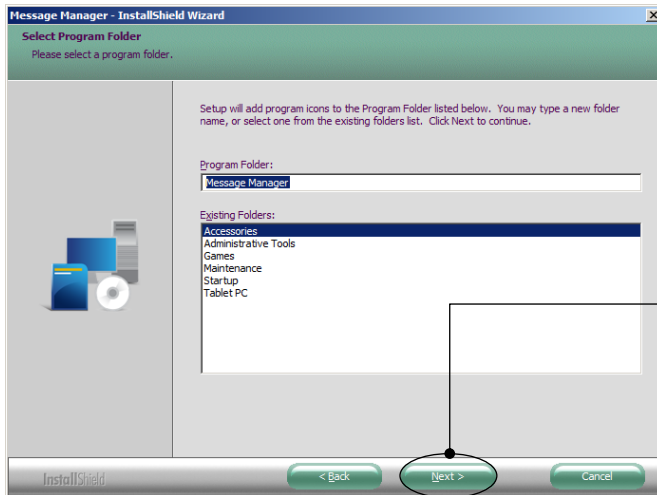 Message Manager - InstallShield Wizard
Select Program Folder
Please select a program folder.
Setup will add program icons to the Program Folder listed below. You may type a new folder
name, or select one from the existing folders list. Click Next to continue.
Program Folder:
Message Manager
Existing Folders:
Accessories
Administrative Tools
Games
Maintenance
Startup
Tablet PC
InstallShield
< Back
Next >
Cancel